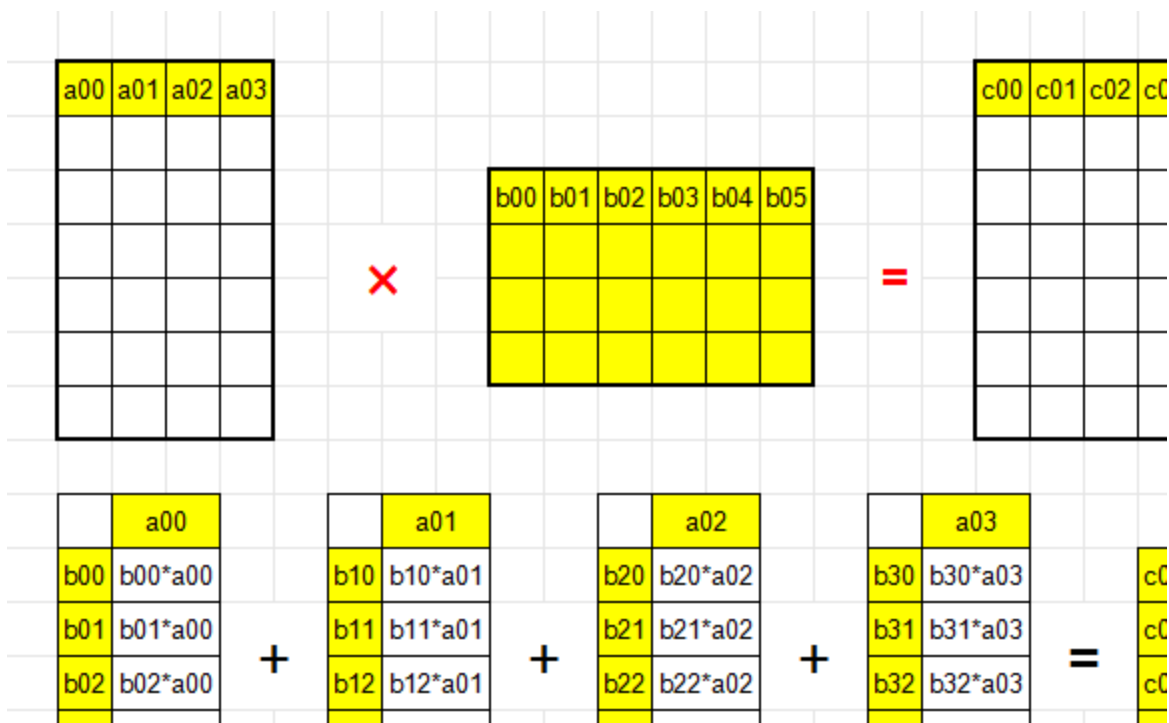 a00 a01 a02 a03 c00 c01 c02
b00 b01 b02 b03 b04 b05
× =
a00 a01 a02 a03
b00 b00*a00 b10 b10*a01 b20 b20*a02 b30 b30*a03
b01 b01*a00 b11 b11*a01 b21 b21*a02 b31 b31*a03
+ + + =
b02 b02*a00 b12 b12*a01 b22 b22*a02 b32 b32*a03